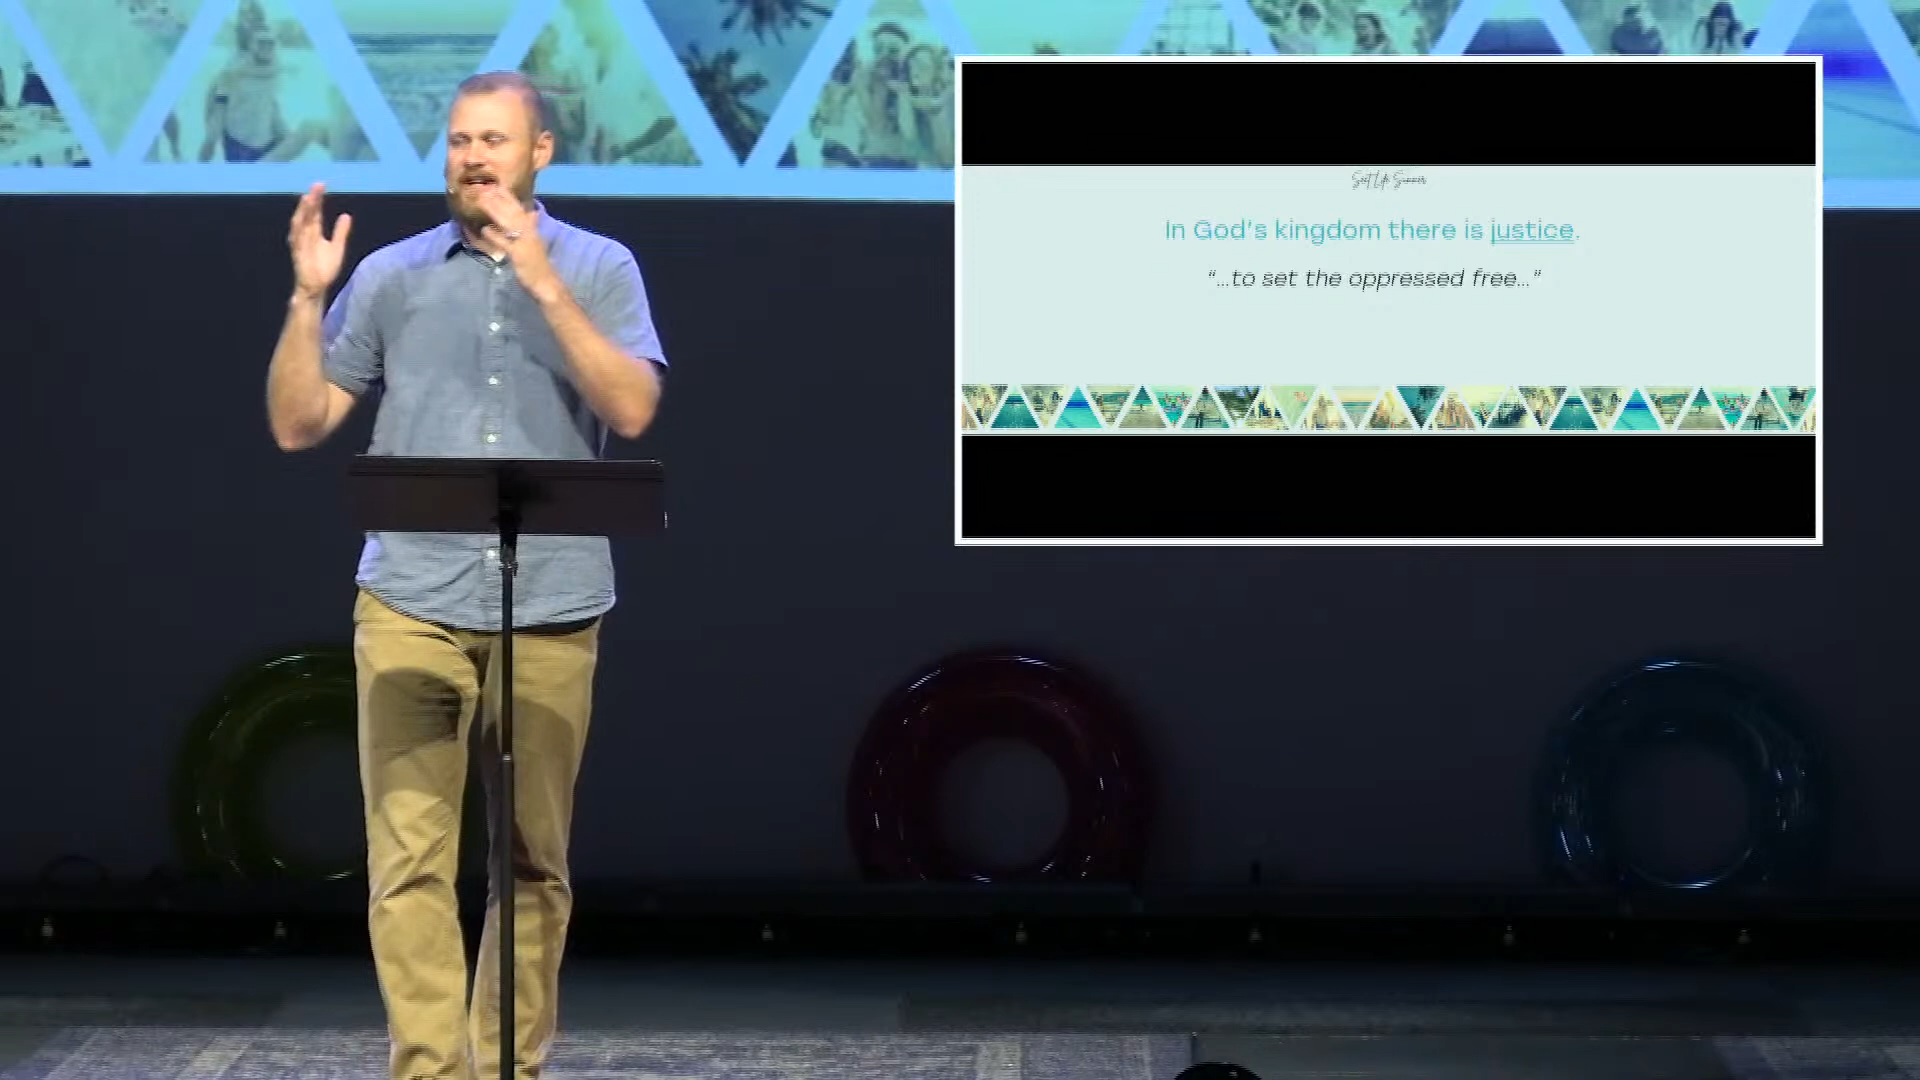 In God's kingdom there is justice.
"...to set the oppressed free..."